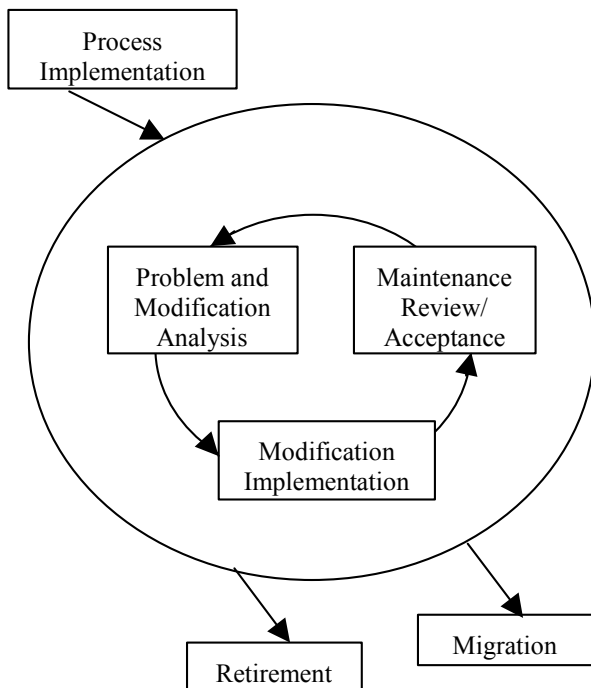 Process
Implementation
Problem and
Modification
Analysis
Maintenance
Review/
Acceptance
Modification
Implementation
Migration
Retirement